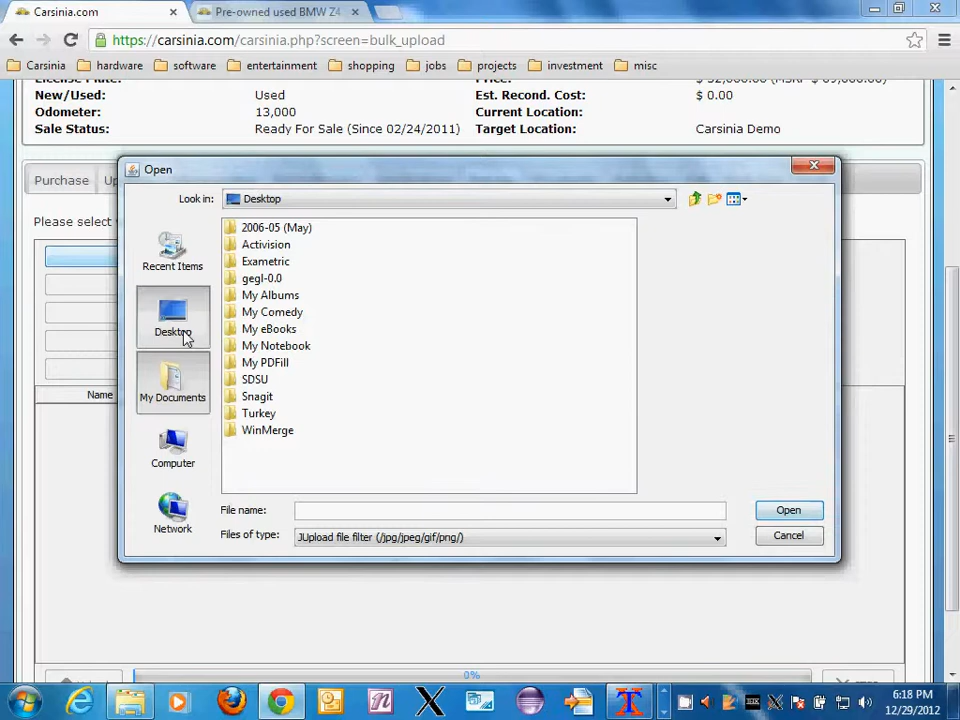 Carsinia.com
Pre-owned used BMW Z4
https://carsinia.com/carsinia.php?screen=bulk_upload
Carsinia hardware software entertainment shopping jobs projects investment misc
New/Used: Used Est. Recond. Cost: $ 0.00
Odometer: 13,000 Current Location:
Sale Status: Ready For Sale (Since 02/24/2011) Target Location: Carsinia Demo
Purchase
Please select
Name
Open
Look in: Desktop
Recent Items
Desktop
My Documents
Computer
Network
2006-05 (May)
Activision
Exametric
gegl-0.0
My Albums
My Comedy
My eBooks
My Notebook
My PDFill
SDSU
Snagit
Turkey
WinMerge
File name: Open
Files of type: JUpload file filter (/jpg/jpeg/gif/png/) Cancel
0%
6:18 PM
12/29/2012